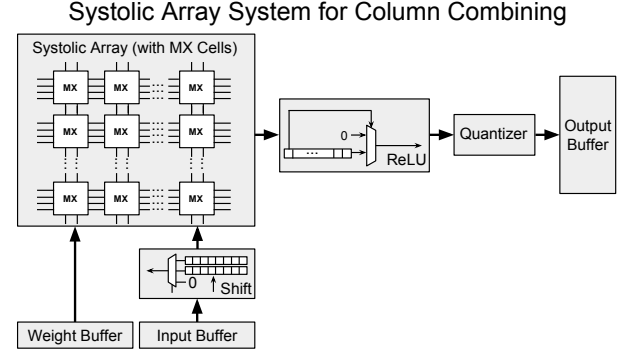 Systolic Array System for Column Combining
Systolic Array (with MX Cells)
MX MX ... MX
MX MX ... MX
MX MX ... MX
0
...
ReLU
Quantizer
Output
Buffer
0
Shift
Weight Buffer
Input Buffer